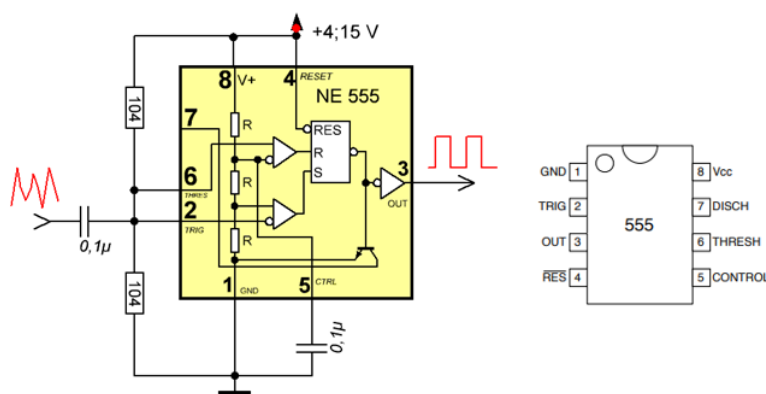 +4;15 V
8 V+
4 RESET
NE 555
104
7
R
RES
R
S
3
OUT
6
THRES
R
2
TRIG
0,1µ
R
104
1 GND
5 CTRL
0,1µ
GND 1
8 Vcc
TRIG 2
7 DISCH
555
OUT 3
6 THRESH
RES 4
5 CONTROL